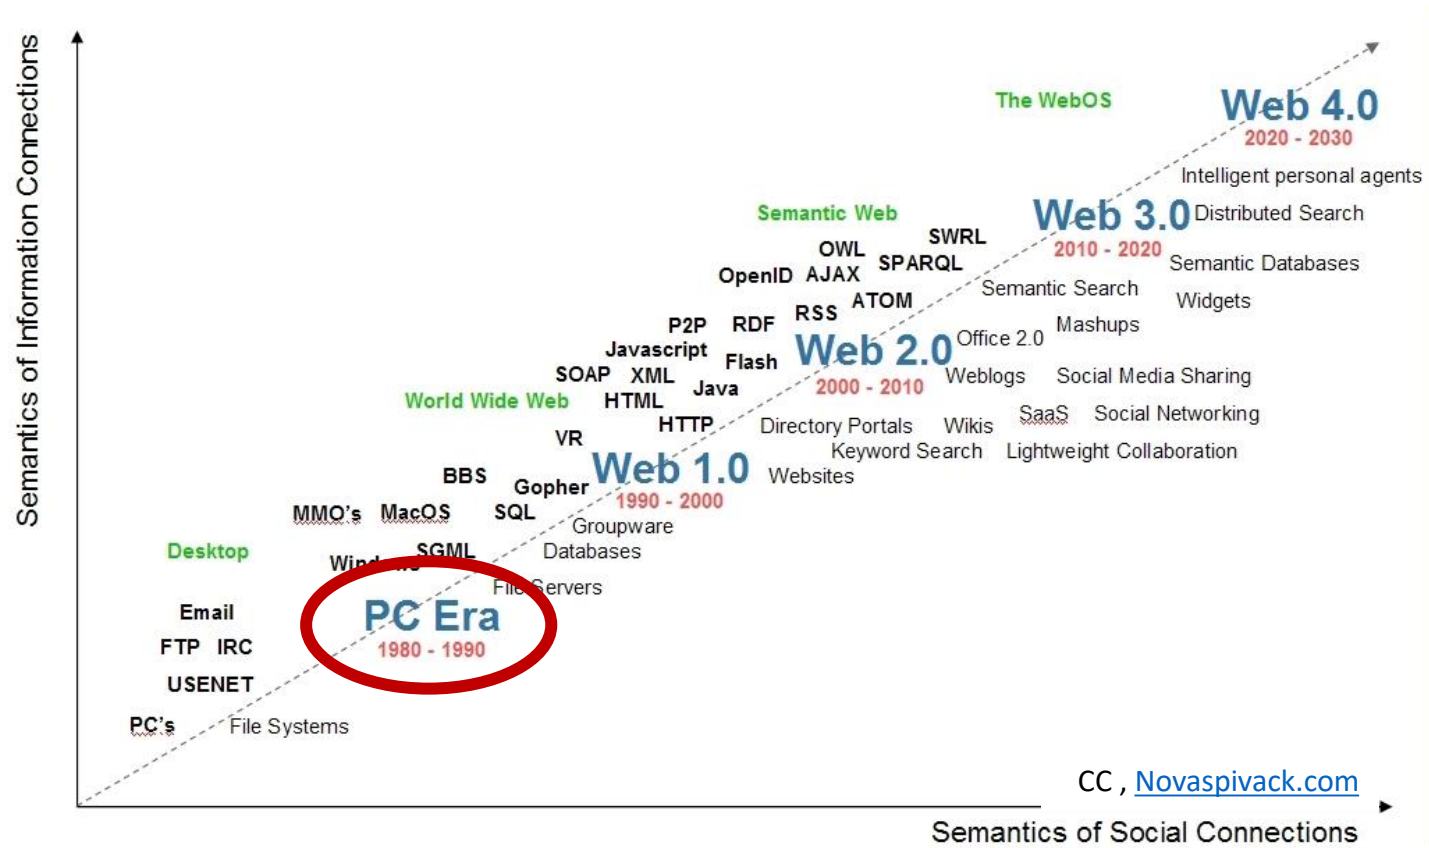 Semantics of Information Connections
The WebOS
Web 4.0
2020 - 2030
Intelligent personal agents
Semantic Web
Web 3.0
Distributed Search
2010 - 2020
SWRL
OWL
SPARQL
Semantic Databases
OpenID AJAX
Semantic Search
Widgets
ATOM
RSS
P2P RDF
Mashups
Office 2.0
Javascript
Web 2.0
Flash
2000 - 2010
SOAP XML
Java
Weblogs
Social Media Sharing
World Wide Web
HTML
SaaS
Social Networking
HTTP
Directory Portals
Wikis
VR
Keyword Search
Lightweight Collaboration
Web 1.0
Websites
1990 - 2000
BBS
Gopher
MMO's MacOS
SQL
Groupware
Desktop
SGML
Databases
Windows
File Servers
PC Era
1980 - 1990
Email
FTP IRC
USENET
PC's
File Systems
CC , Novaspivack.com
Semantics of Social Connections